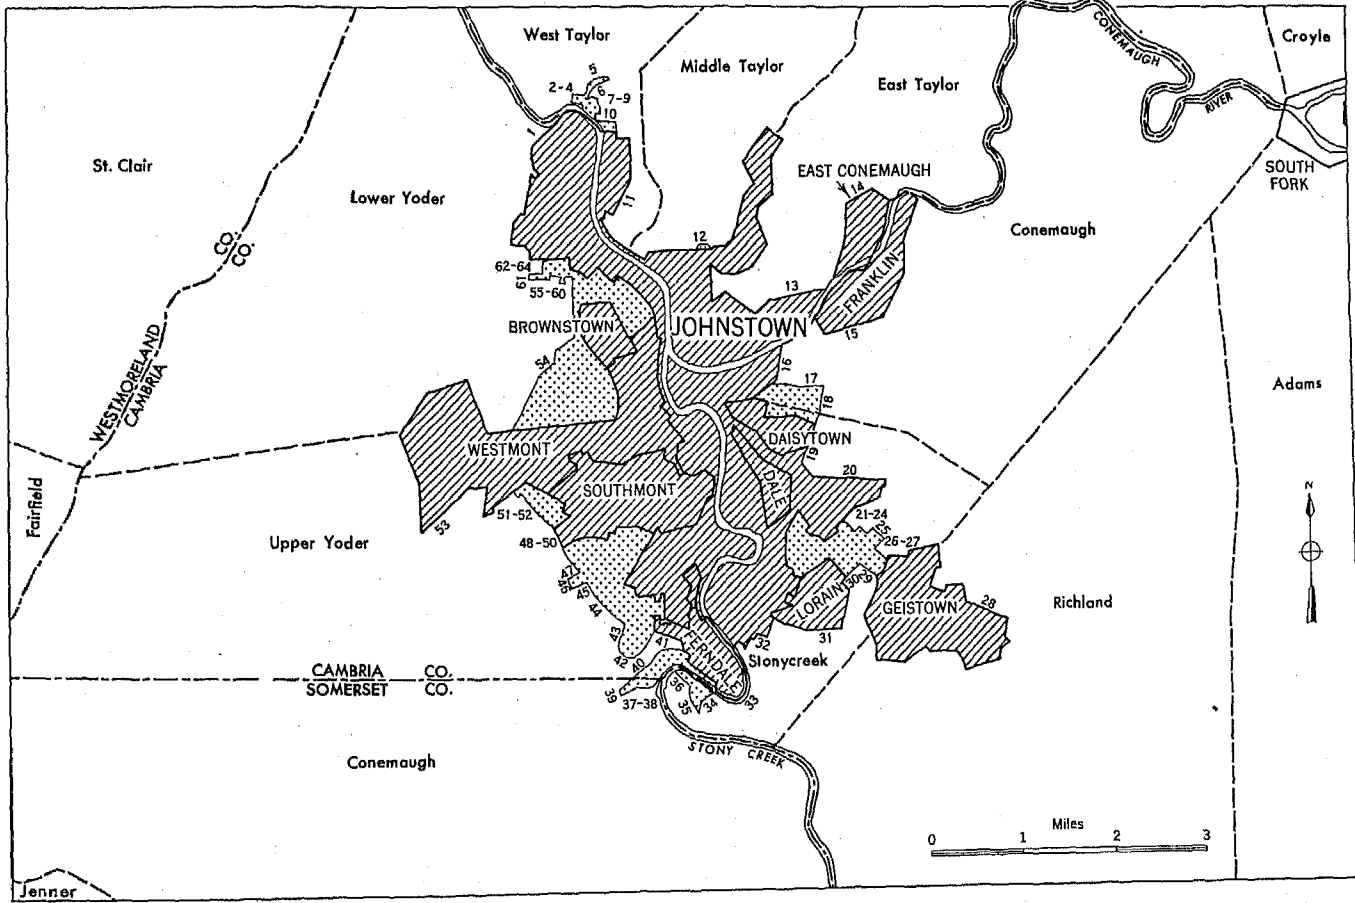 West Taylor
Middle Taylor
East Taylor
CONEMAUGH
RIVER
Croyle
SOUTH
FORK
St. Clair
Lower Yoder
5
2-4
6
7-9
10
1
11
EAST CONEMAUGH
14
Conemaugh
12
CO.
CO.
62-64
61
55-60
13
FRANKLIN
15
BROWNSTOWN
JOHNSTOWN
54
16
17
18
WESTMORELAND
CAMBRIA
Adams
WESTMONT
DAISYTOWN
19
Fairfield
SOUTHMONT
DALE
20
53
51-52
21-24
25
26-27
N
Upper Yoder
48-50
47
46
45
44
43
42
41
40
LORAIN
30-29
31
32
GEISTOWN
28
Richland
FERNDALE
Stonycreek
CAMBRIA CO.
SOMERSET CO.
39
37-38
36
35
34
33
STONY CREEK
Conemaugh
Miles
0 1 2 3
Jenner